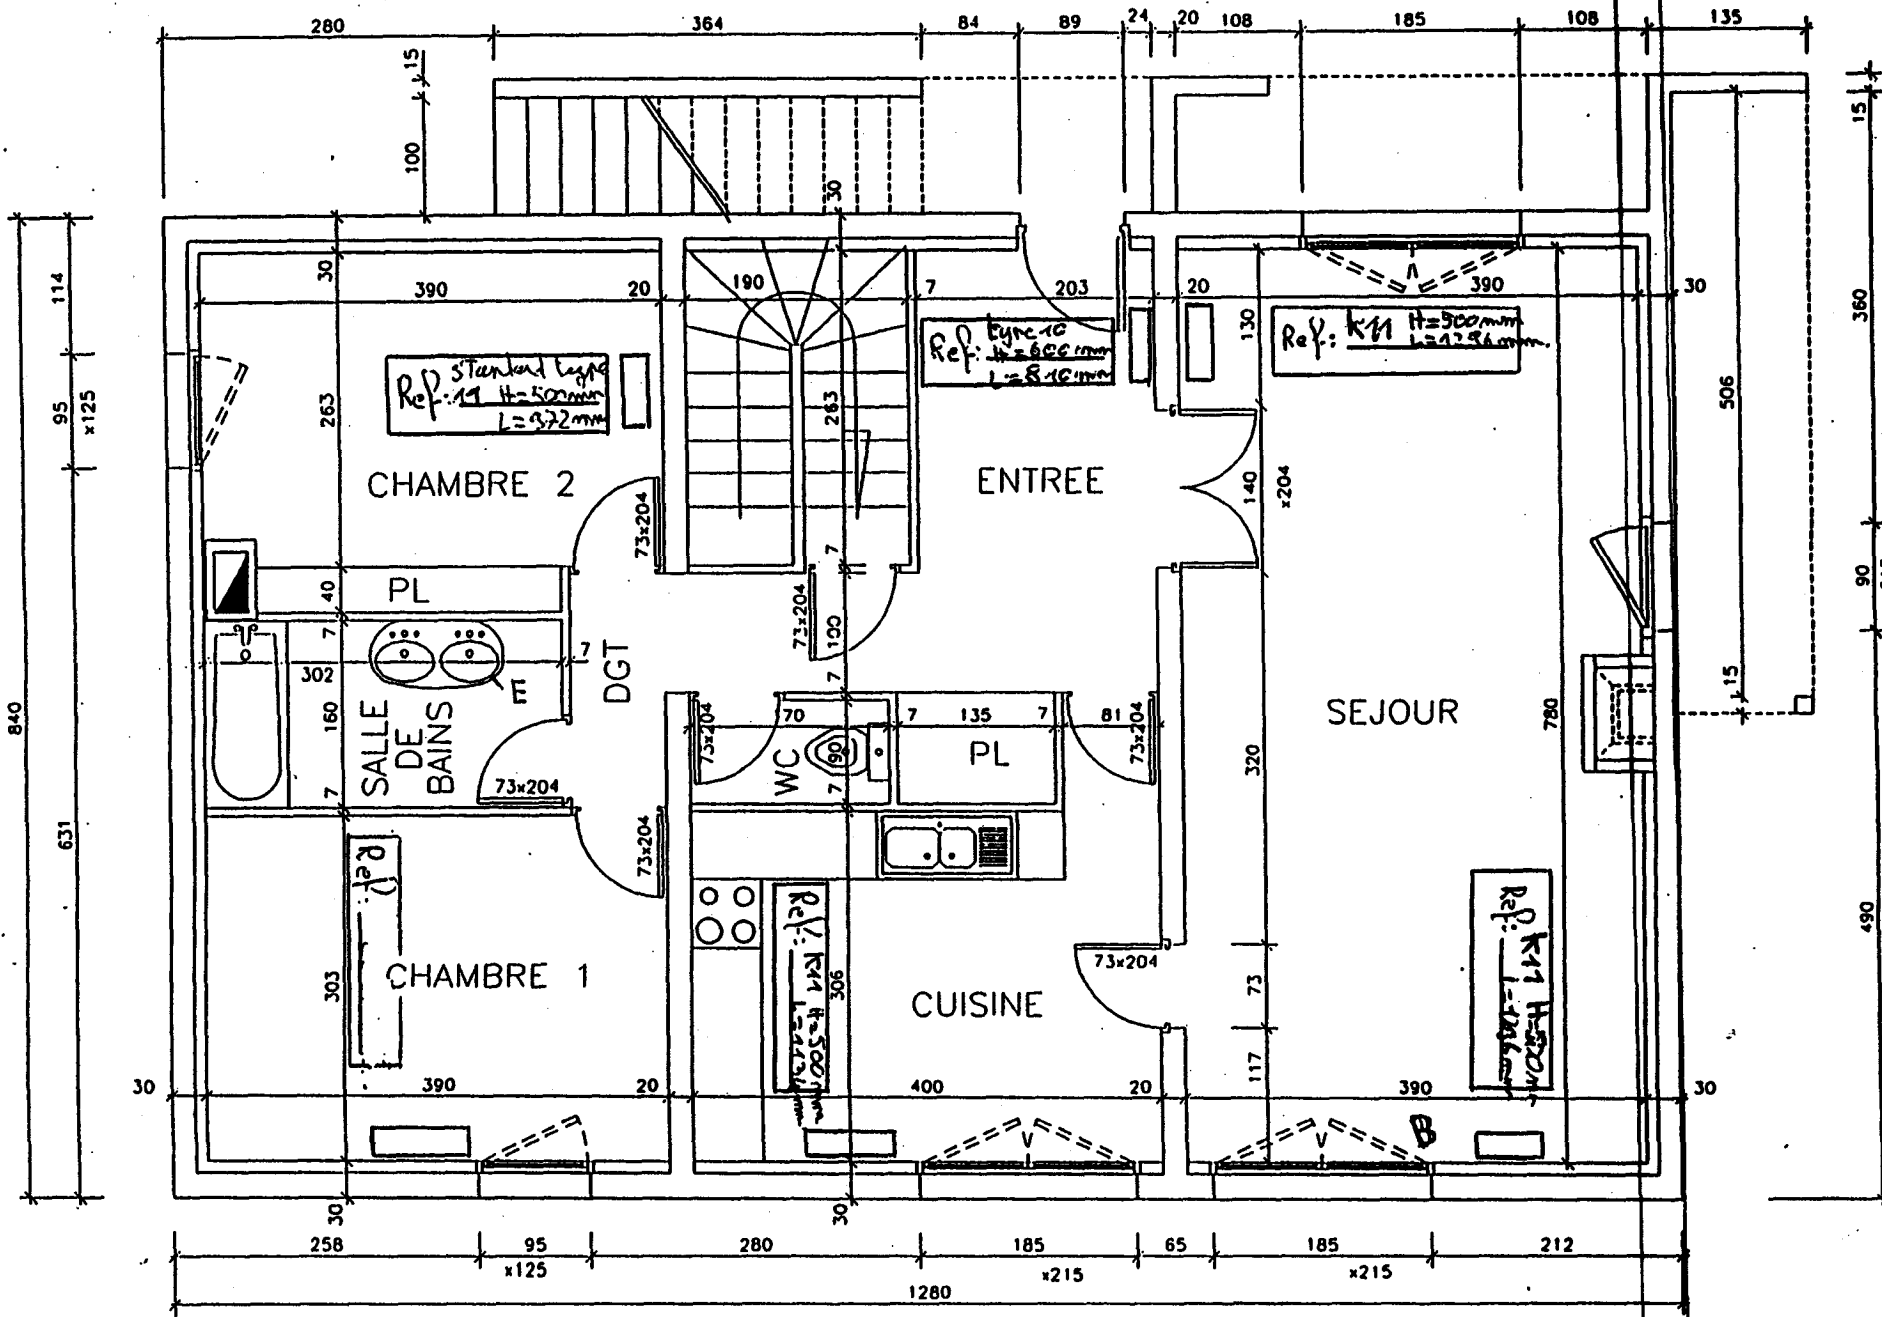 280 364 84 89 24 20 108 185 108 135
15
100
15
30
114
95
x125
631
840
30
390 20 190 7 203 20 390 30
30
263
263
130
360
506
Ref: standard type
11 H=500mm
L=372mm
Ref: type 10
H=600mm
L=816mm
Ref: K11 H=500mm
CHAMBRE 2
ENTREE
140
x204
73x204
7
40
PL
73x204
100
90
7
302
7
DGT
7
15
SALLE
DE
BAINS
160
73x204
70
7
135
7
81
73x204
WC
90
PL
SEJOUR
780
320
7
73x204
7
73x204
490
Ref:
Ref: K11 H=500mm
Ref: K11 H=500mm
303
CHAMBRE 1
306
CUISINE
73x204
73
117
30 390 20 400 20 390 30
30
30
258 95 280 185 65 185 212
x125 x215 x215
1280